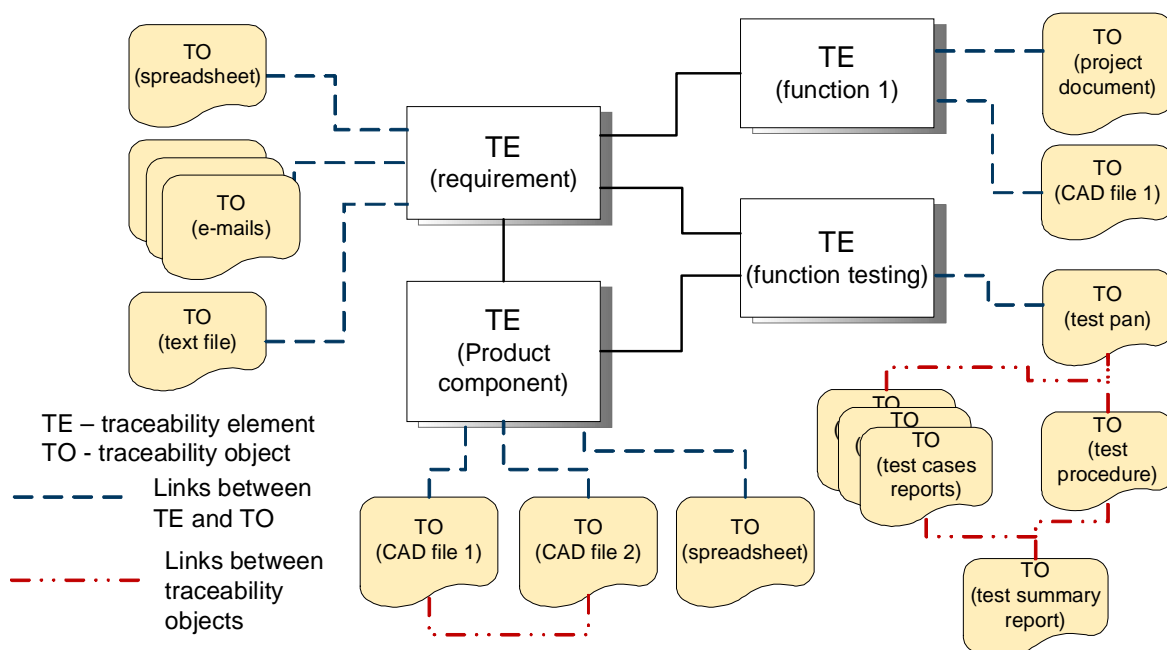 TO
(spreadsheet)
TO
(e-mails)
TO
(text file)
TE
(requirement)
TE
(function 1)
TE
(function testing)
TE
(Product
component)
TO
(project
document)
TO
(CAD file 1)
TO
(test pan)
TO
TO
TO
(test cases
reports)
TO
(test
procedure)
TO
(test summary
report)
TO
(CAD file 1)
TO
(CAD file 2)
TO
(spreadsheet)
TE – traceability element
TO - traceability object
Links between
TE and TO
Links between
traceability
objects